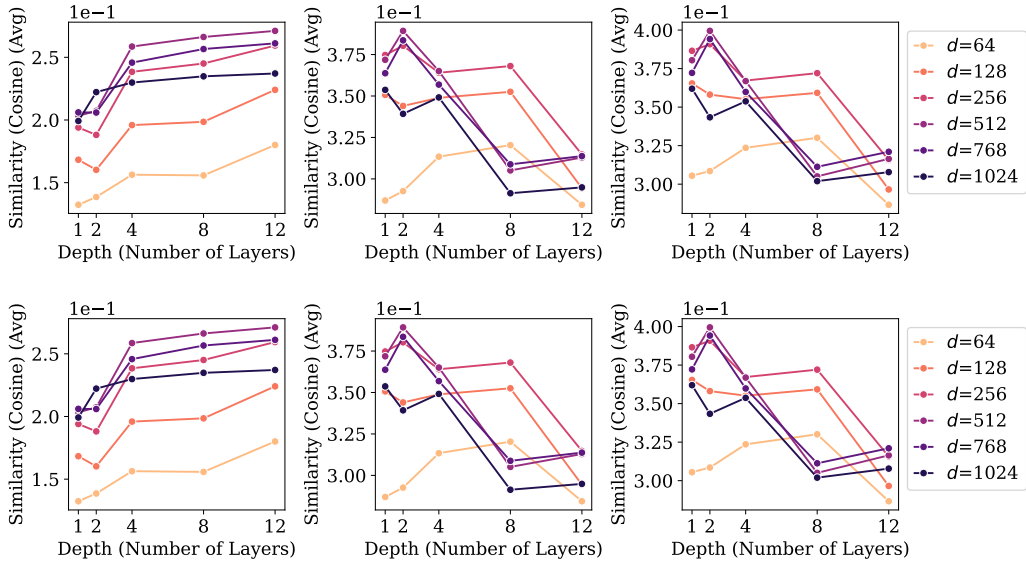 1e−1
Similarity (Cosine) (Avg)
2.5
2.0
1.5
1 2 4 8 12
Depth (Number of Layers)
1e−1
Similarity (Cosine) (Avg)
3.75
3.50
3.25
3.00
1 2 4 8 12
Depth (Number of Layers)
1e−1
Similarity (Cosine) (Avg)
4.00
3.75
3.50
3.25
3.00
1 2 4 8 12
Depth (Number of Layers)
d=64
d=128
d=256
d=512
d=768
d=1024
1e−1
Similarity (Cosine) (Avg)
2.5
2.0
1.5
1 2 4 8 12
Depth (Number of Layers)
1e−1
Similarity (Cosine) (Avg)
3.75
3.50
3.25
3.00
1 2 4 8 12
Depth (Number of Layers)
1e−1
Similarity (Cosine) (Avg)
4.00
3.75
3.50
3.25
3.00
1 2 4 8 12
Depth (Number of Layers)
d=64
d=128
d=256
d=512
d=768
d=1024